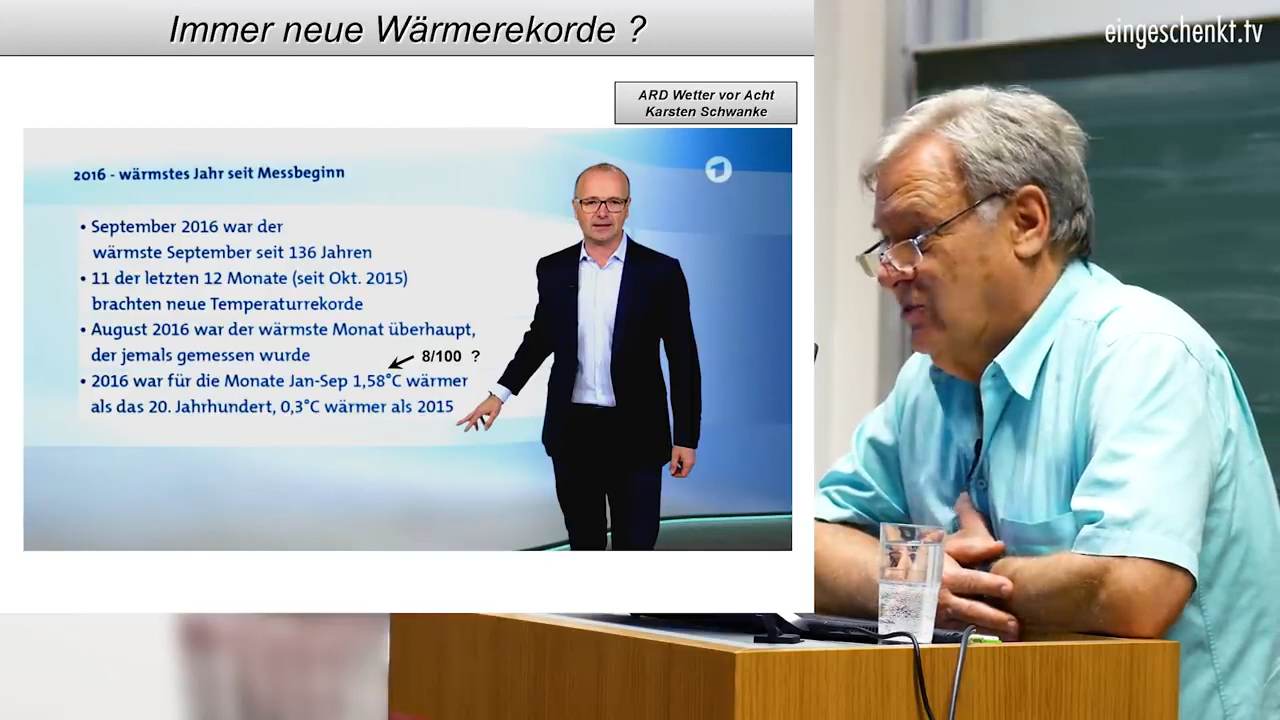 Immer neue Wärmerekorde ?
eingeschenkt.tv
ARD Wetter vor Acht
Karsten Schwanke
2016 - wärmstes Jahr seit Messbeginn
• September 2016 war der
wärmste September seit 136 Jahren
• 11 der letzten 12 Monate (seit Okt. 2015)
brachten neue Temperaturrekorde
• August 2016 war der wärmste Monat überhaupt,
der jemals gemessen wurde
8/100 ?
• 2016 war für die Monate Jan-Sep 1,58°C wärmer
als das 20. Jahrhundert, 0,3°C wärmer als 2015
1